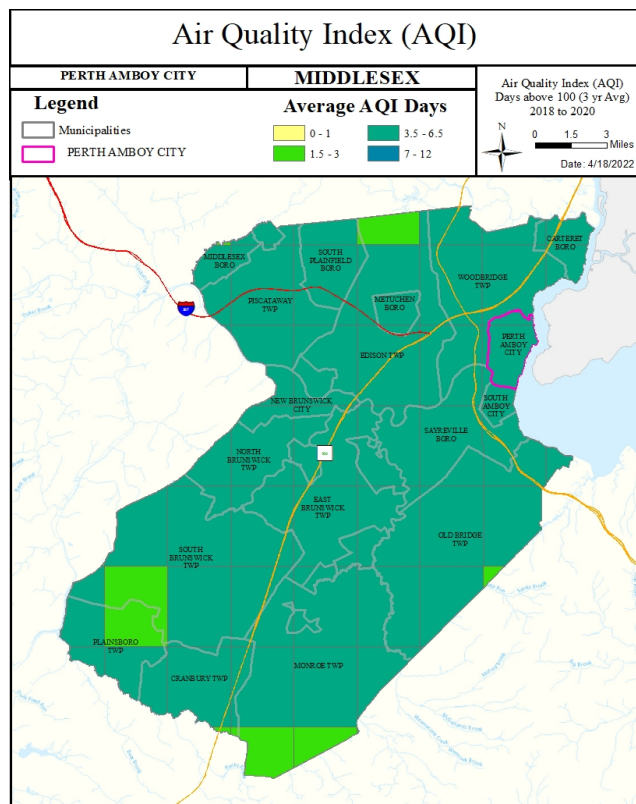 Air Quality Index (AQI)
PERTH AMBOY CITY
MIDDLESEX
Air Quality Index (AQI)
Days above 100 (3 yr Avg)
2018 to 2020
0 1.5 3
Miles
N
Date: 4/18/2022
Legend
Municipalities
PERTH AMBOY CITY
Average AQI Days
0 - 1
1.5 - 3
3.5 - 6.5
7 - 12
CARTERET
BORO
MIDDLESEX
BORO
SOUTH
PLAINFIELD
BORO
WOODBRIDGE
TWP
PISCATAWAY
TWP
METUCHEN
BORO
287
PERTH
AMBOY
CITY
EDISON TWP
NEW BRUNSWICK
CITY
SOUTH
AMBOY
CITY
SAYREVILLE
BORO
NORTH
BRUNSWICK
TWP
EAST
BRUNSWICK
TWP
OLD BRIDGE
TWP
SOUTH
BRUNSWICK
TWP
PLAINSBORO
TWP
CRANBURY TWP
MONROE TWP